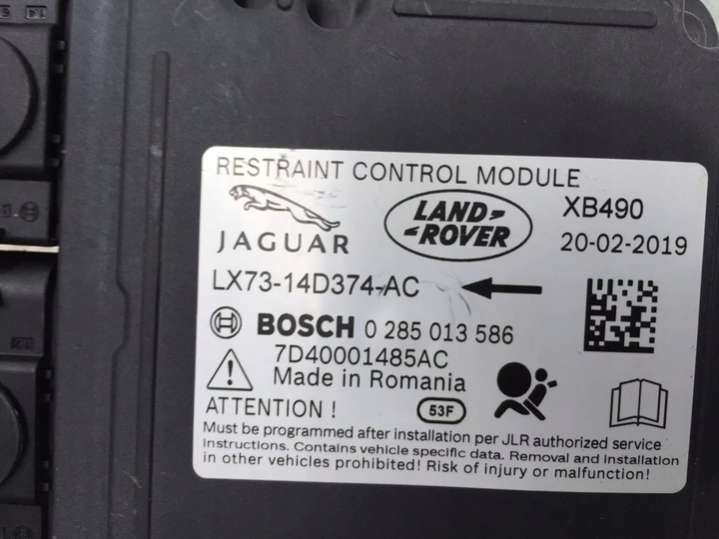 RESTRAINT CONTROL MODULE
JAGUAR
LAND-
-ROVER
XB490
20-02-2019
LX73-14D374-AC
BOSCH 0 285 013 586
7D40001485AC
Made in Romania
ATTENTION !
53F
Must be programmed after installation per JLR authorized service
instructions. Contains vehicle specific data. Removal and installation
in other vehicles prohibited! Risk of injury or malfunction!